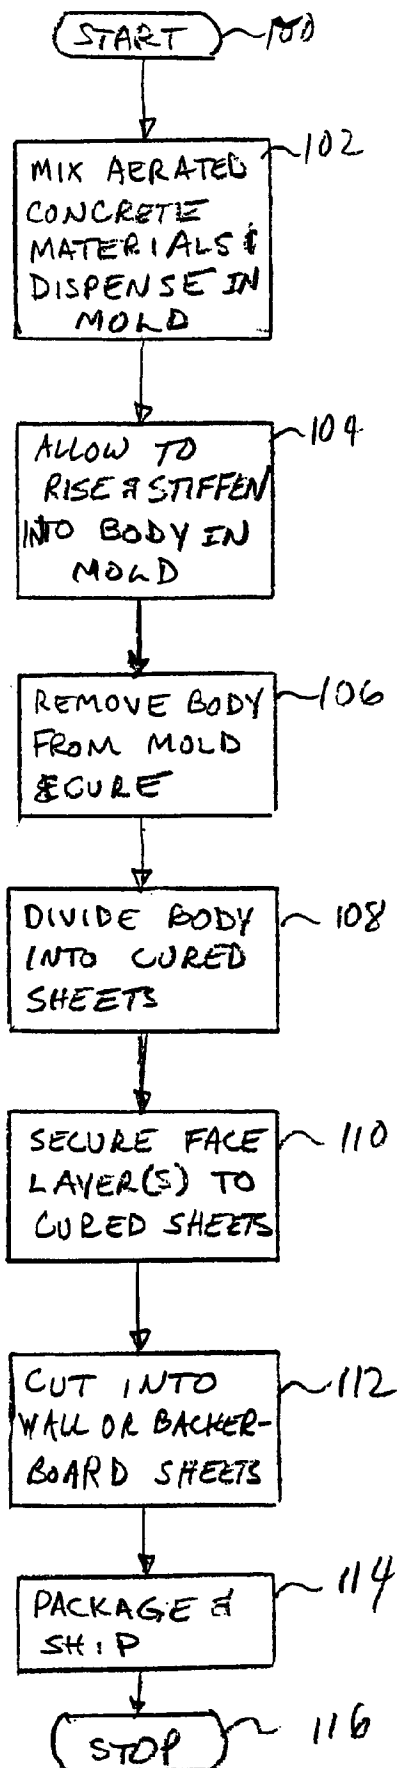 START 100
102
MIX AERATED
CONCRETE
MATERIALS &
DISPENSE IN
MOLD
104
ALLOW TO
RISE & STIFFEN
INTO BODY IN
MOLD
REMOVE BODY 106
FROM MOLD
& CURE
DIVIDE BODY 108
INTO CURED
SHEETS
SECURE FACE 110
LAYER(S) TO
CURED SHEETS
CUT INTO 112
WALL OR BACKER-
BOARD SHEETS
114
PACKAGE &
SHIP
STOP 116